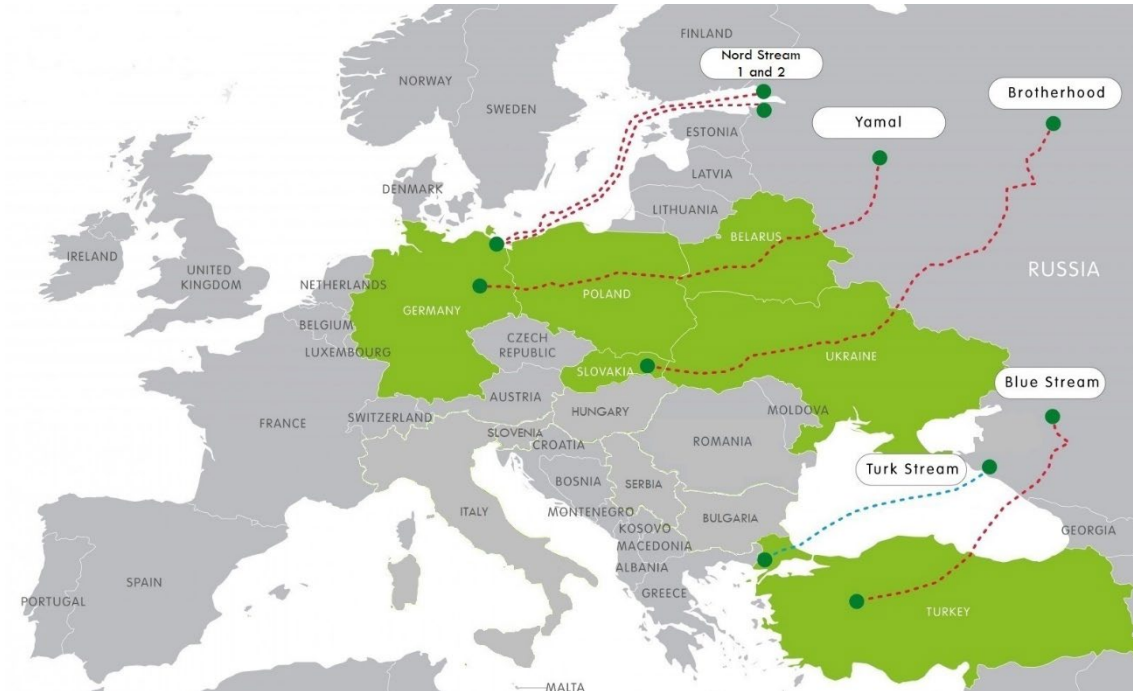 FINLAND
Nord Stream
1 and 2
NORWAY
SWEDEN
Brotherhood
Yamal
ESTONIA
LATVIA
DENMARK
LITHUANIA
BELARUS
IRELAND
UNITED
KINGDOM
RUSSIA
NETHERLANDS
POLAND
GERMANY
BELGIUM
CZECH
REPUBLIC
LUXEMBOURG
UKRAINE
SLOVAKIA
Blue Stream
AUSTRIA
HUNGARY
MOLDOVA
SWITZERLAND
FRANCE
SLOVENIA
CROATIA
ROMANIA
Turk Stream
BOSNIA
SERBIA
ITALY
MONTENEGRO
BULGARIA
KOSOVO
GEORGIA
MACEDONIA
ALBANIA
SPAIN
GREECE
PORTUGAL
TURKEY
MALTA